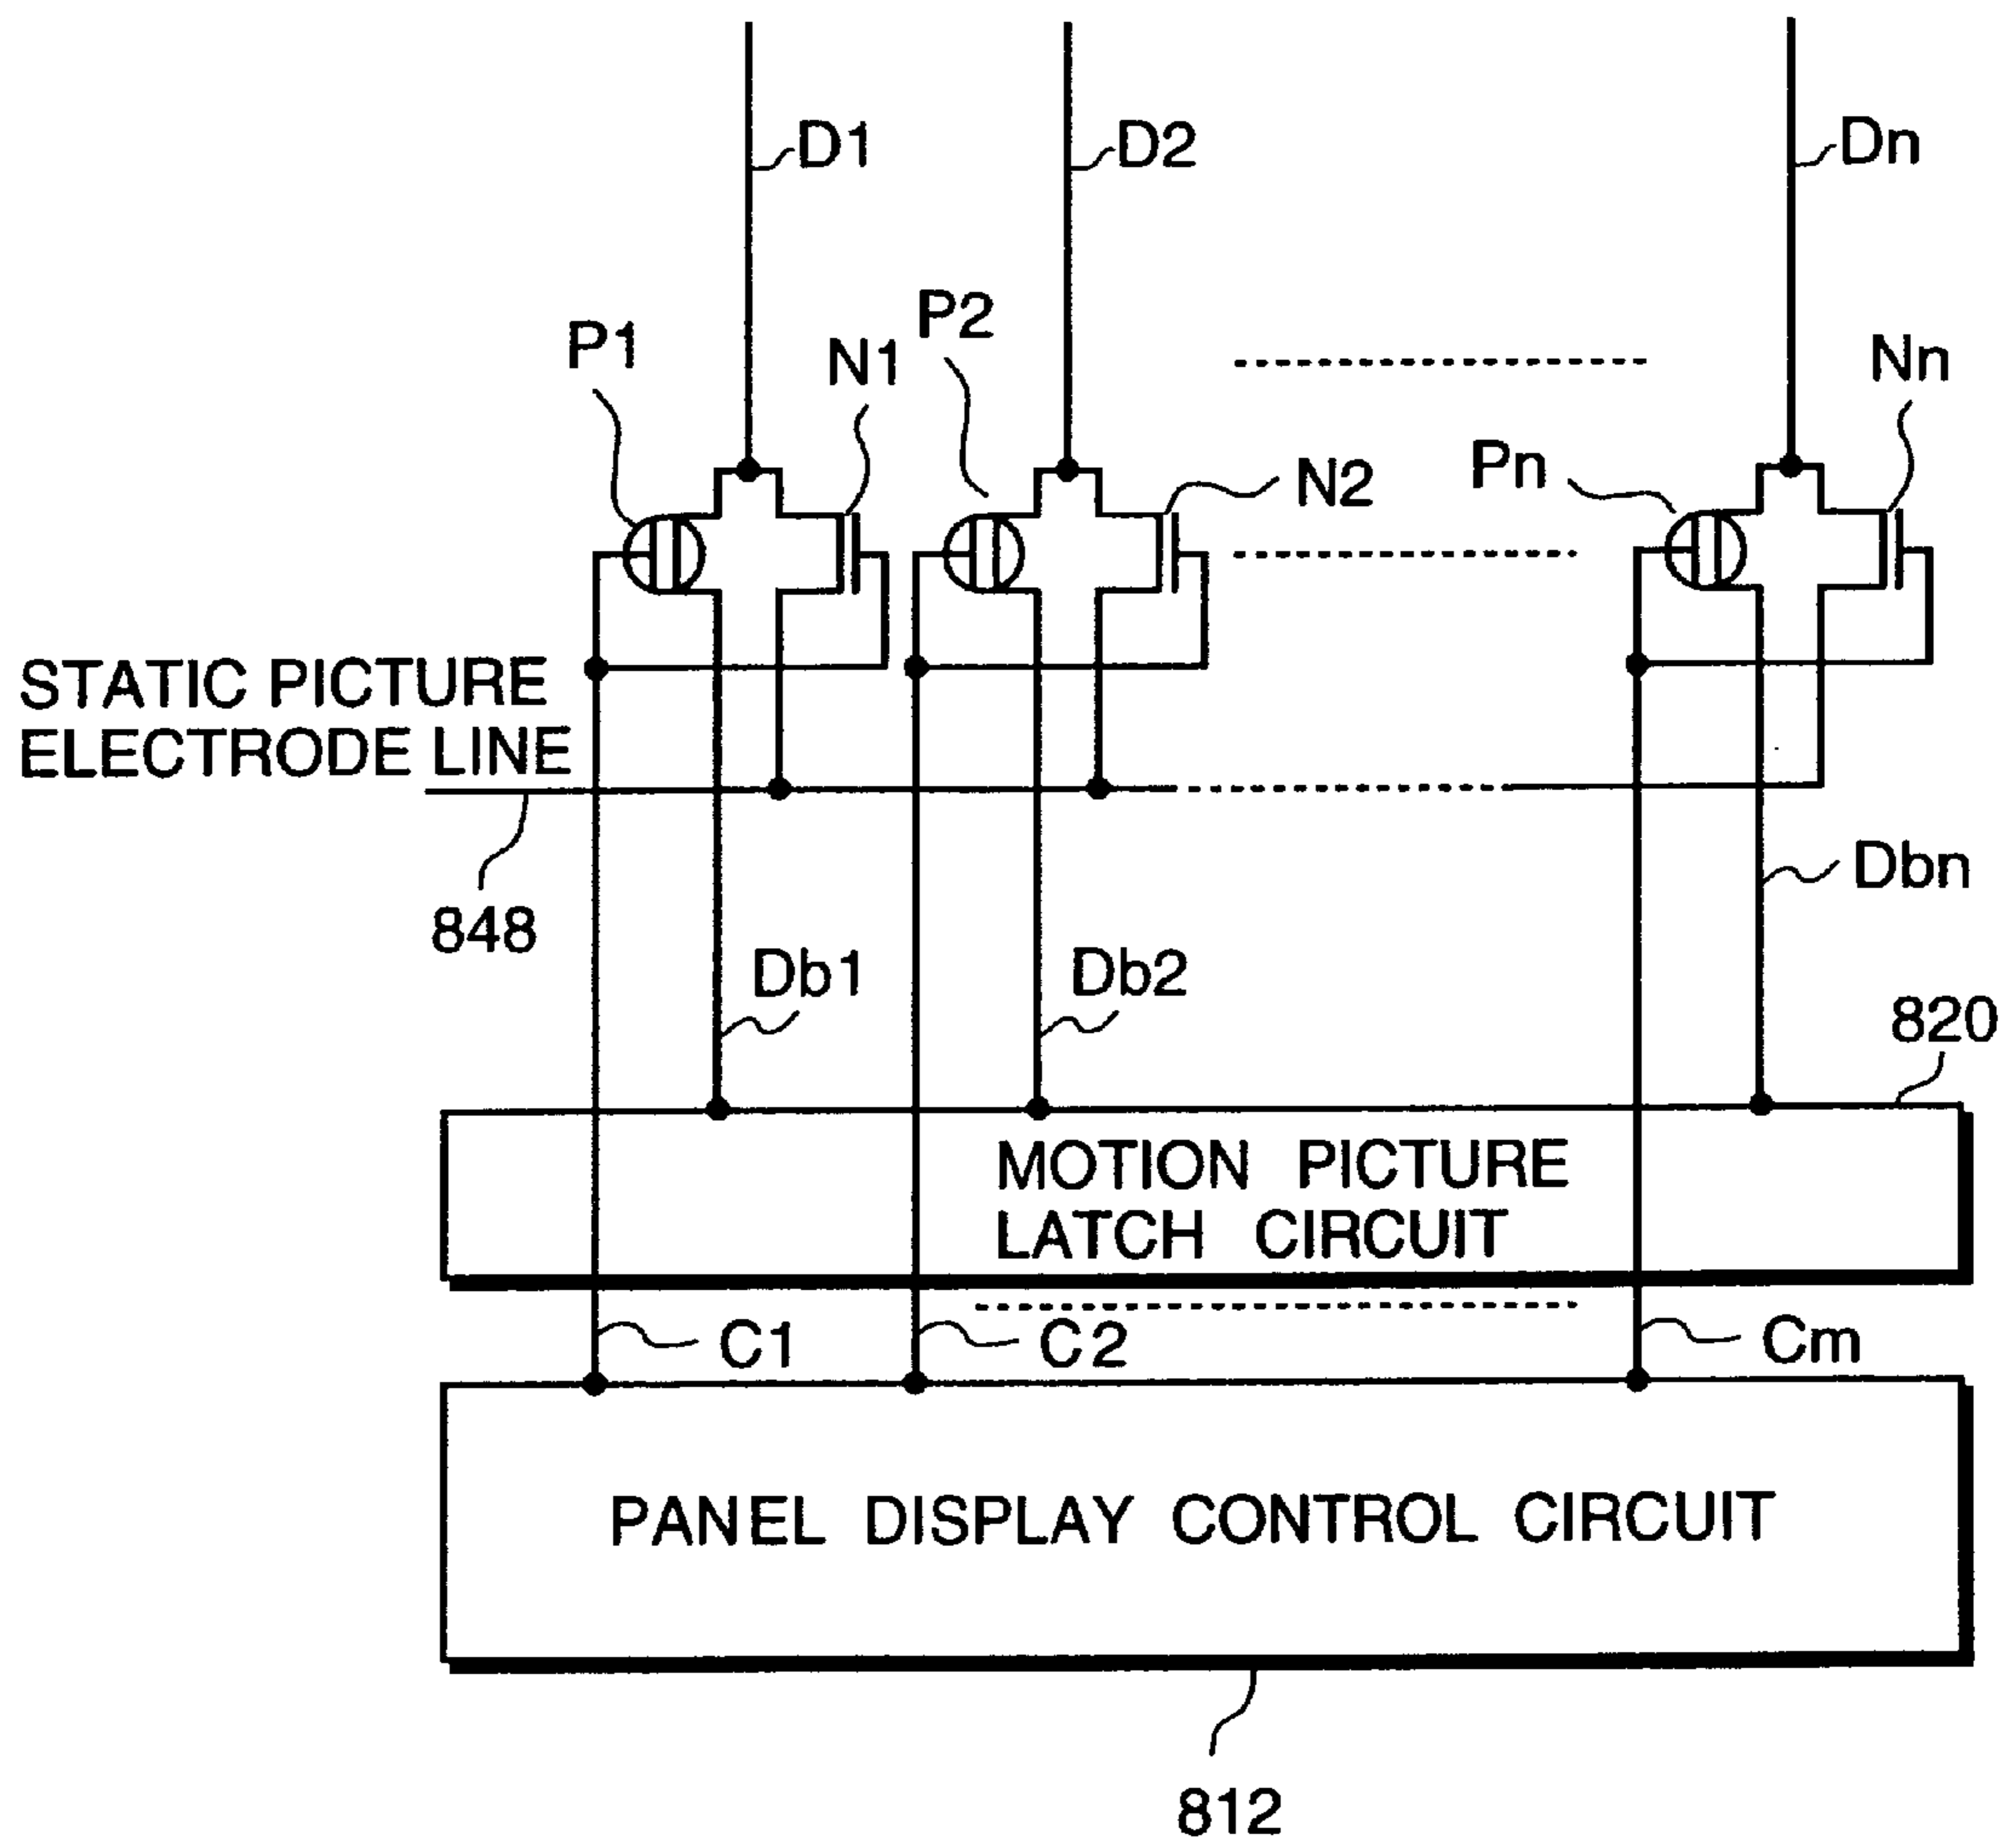 D1
D2
Dn
P1
N1
P2
Nn
N2
Pn
STATIC PICTURE
ELECTRODE LINE
848
Dbn
Db1
Db2
820
MOTION PICTURE
LATCH CIRCUIT
C1
C2
Cm
PANEL DISPLAY CONTROL CIRCUIT
812